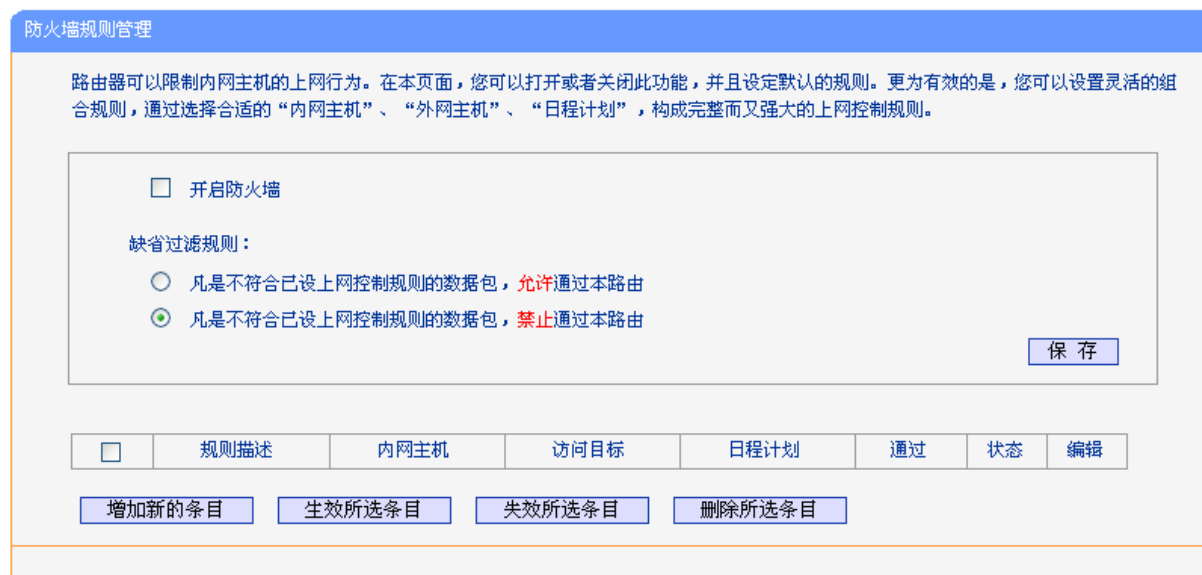 防火墙规则管理
路由器可以限制内网主机的上网行为。在本页面，您可以打开或者关闭此功能，并且设定默认的规则。更为有效的是，您可以设置灵活的组
合规则，通过选择合适的“内网主机”、“外网主机”、“日程计划”，构成完整而又强大的上网控制规则。
开启防火墙
缺省过滤规则：
凡是不符合已设上网控制规则的数据包，允许通过本路由
凡是不符合已设上网控制规则的数据包，禁止通过本路由
保 存
规则描述 内网主机 访问目标 日程计划 通过 状态 编辑
增加新的条目 生效所选条目 失效所选条目 删除所选条目